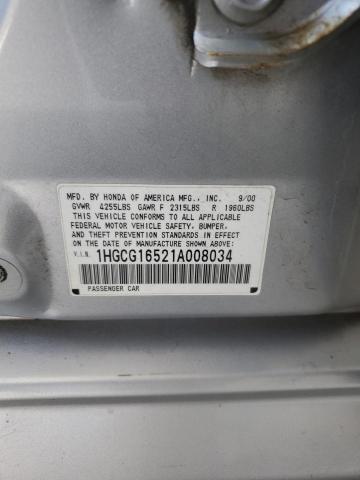 MFD. BY HONDA OF AMERICA MFG., INC. 9/00
GVWR 4255LBS GAWR F 2315LBS R 1960LBS
THIS VEHICLE CONFORMS TO ALL APPLICABLE
FEDERAL MOTOR VEHICLE SAFETY, BUMPER,
AND THEFT PREVENTION STANDARDS IN EFFECT
ON THE DATE OF MANUFACTURE SHOWN ABOVE:
V.I.N. 1HGCG16521A008034
PASSENGER CAR